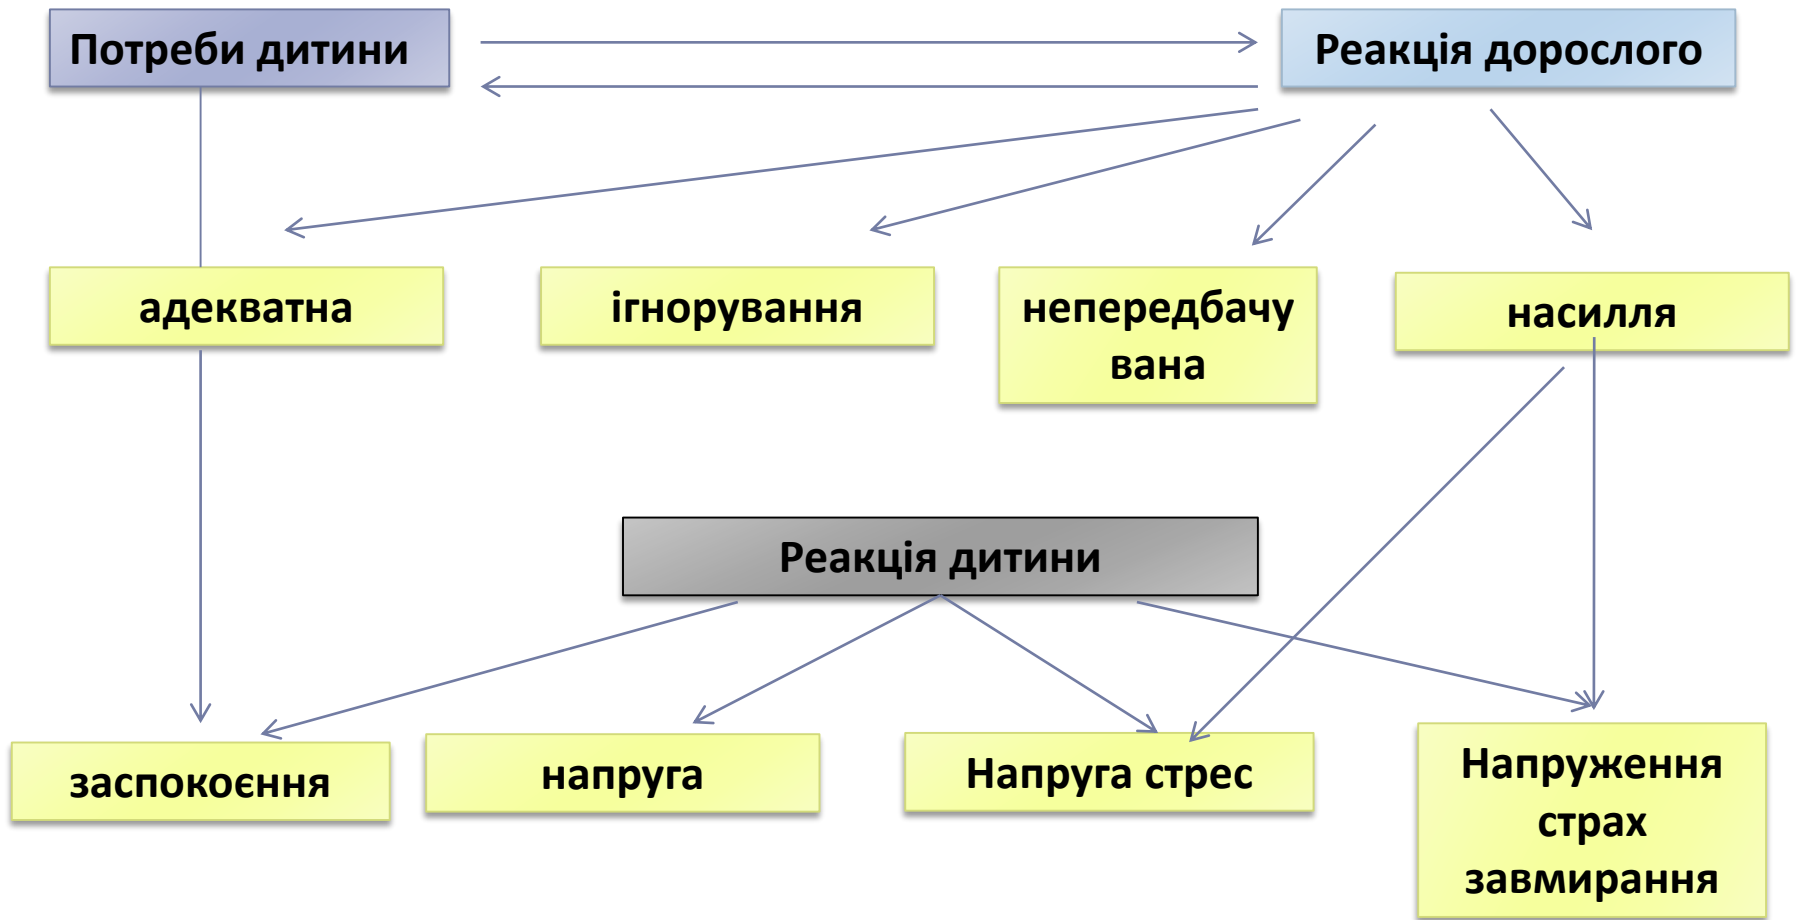 Потреби дитини
Реакція дорослого
адекватна
ігнорування
непередбачу
вана
насилля
Реакція дитини
заспокоєння
напруга
Напруга стрес
Напруження
страх
завмирання